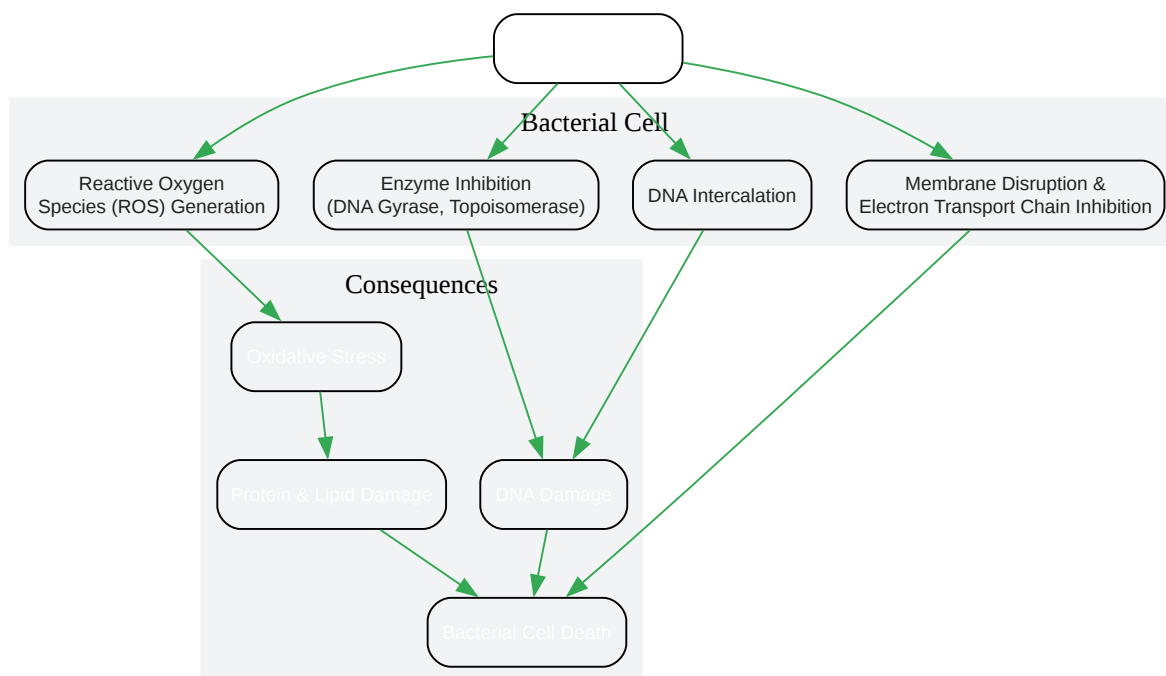 Bacterial Cell
Reactive Oxygen
Species (ROS) Generation
Enzyme Inhibition
(DNA Gyrase, Topoisomerase)
DNA Intercalation
Membrane Disruption &
Electron Transport Chain Inhibition
Consequences
Oxidative Stress
Protein & Lipid Damage
DNA Damage
Bacterial Cell Death